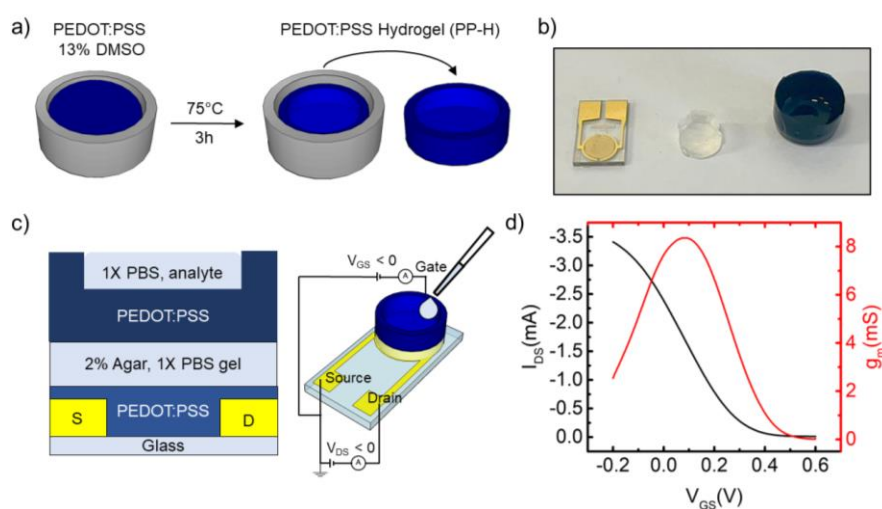 a)
PEDOT:PSS
13% DMSO
75°C
3h
PEDOT:PSS Hydrogel (PP-H)
b)
c)
1X PBS, analyte
PEDOT:PSS
2% Agar, 1X PBS gel
S
PEDOT:PSS
D
Glass
V_GS < 0
A
Gate
Source
Drain
V_DS < 0
A
d)
I_DS(mA)
-3.5
-3.0
-2.5
-2.0
-1.5
-1.0
-0.5
0.0
-0.2 0.0 0.2 0.4 0.6
V_GS(V)
8
6
4
2
0
g_m(mS)